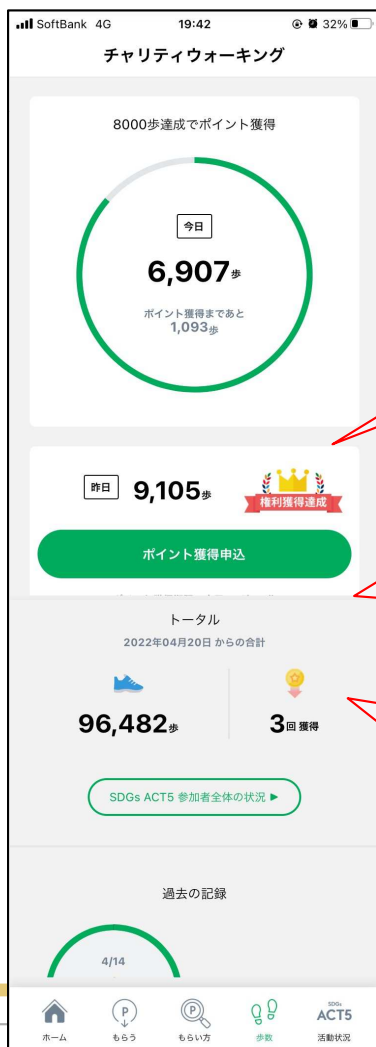 SoftBank 4G 19:42 32%
チャリティウォーキング
8000歩達成でポイント獲得
今日
6,907歩
ポイント獲得まであと
1,093歩
昨日 9,105歩 権利獲得達成
ポイント獲得申込
トータル
2022年04月20日 からの合計
96,482歩 3回 獲得
SDGs ACT5 参加者全体の状況 ▶
過去の記録
4/14
P P SDGs ACT5
ホーム もらう もらい方 歩数 活動状況